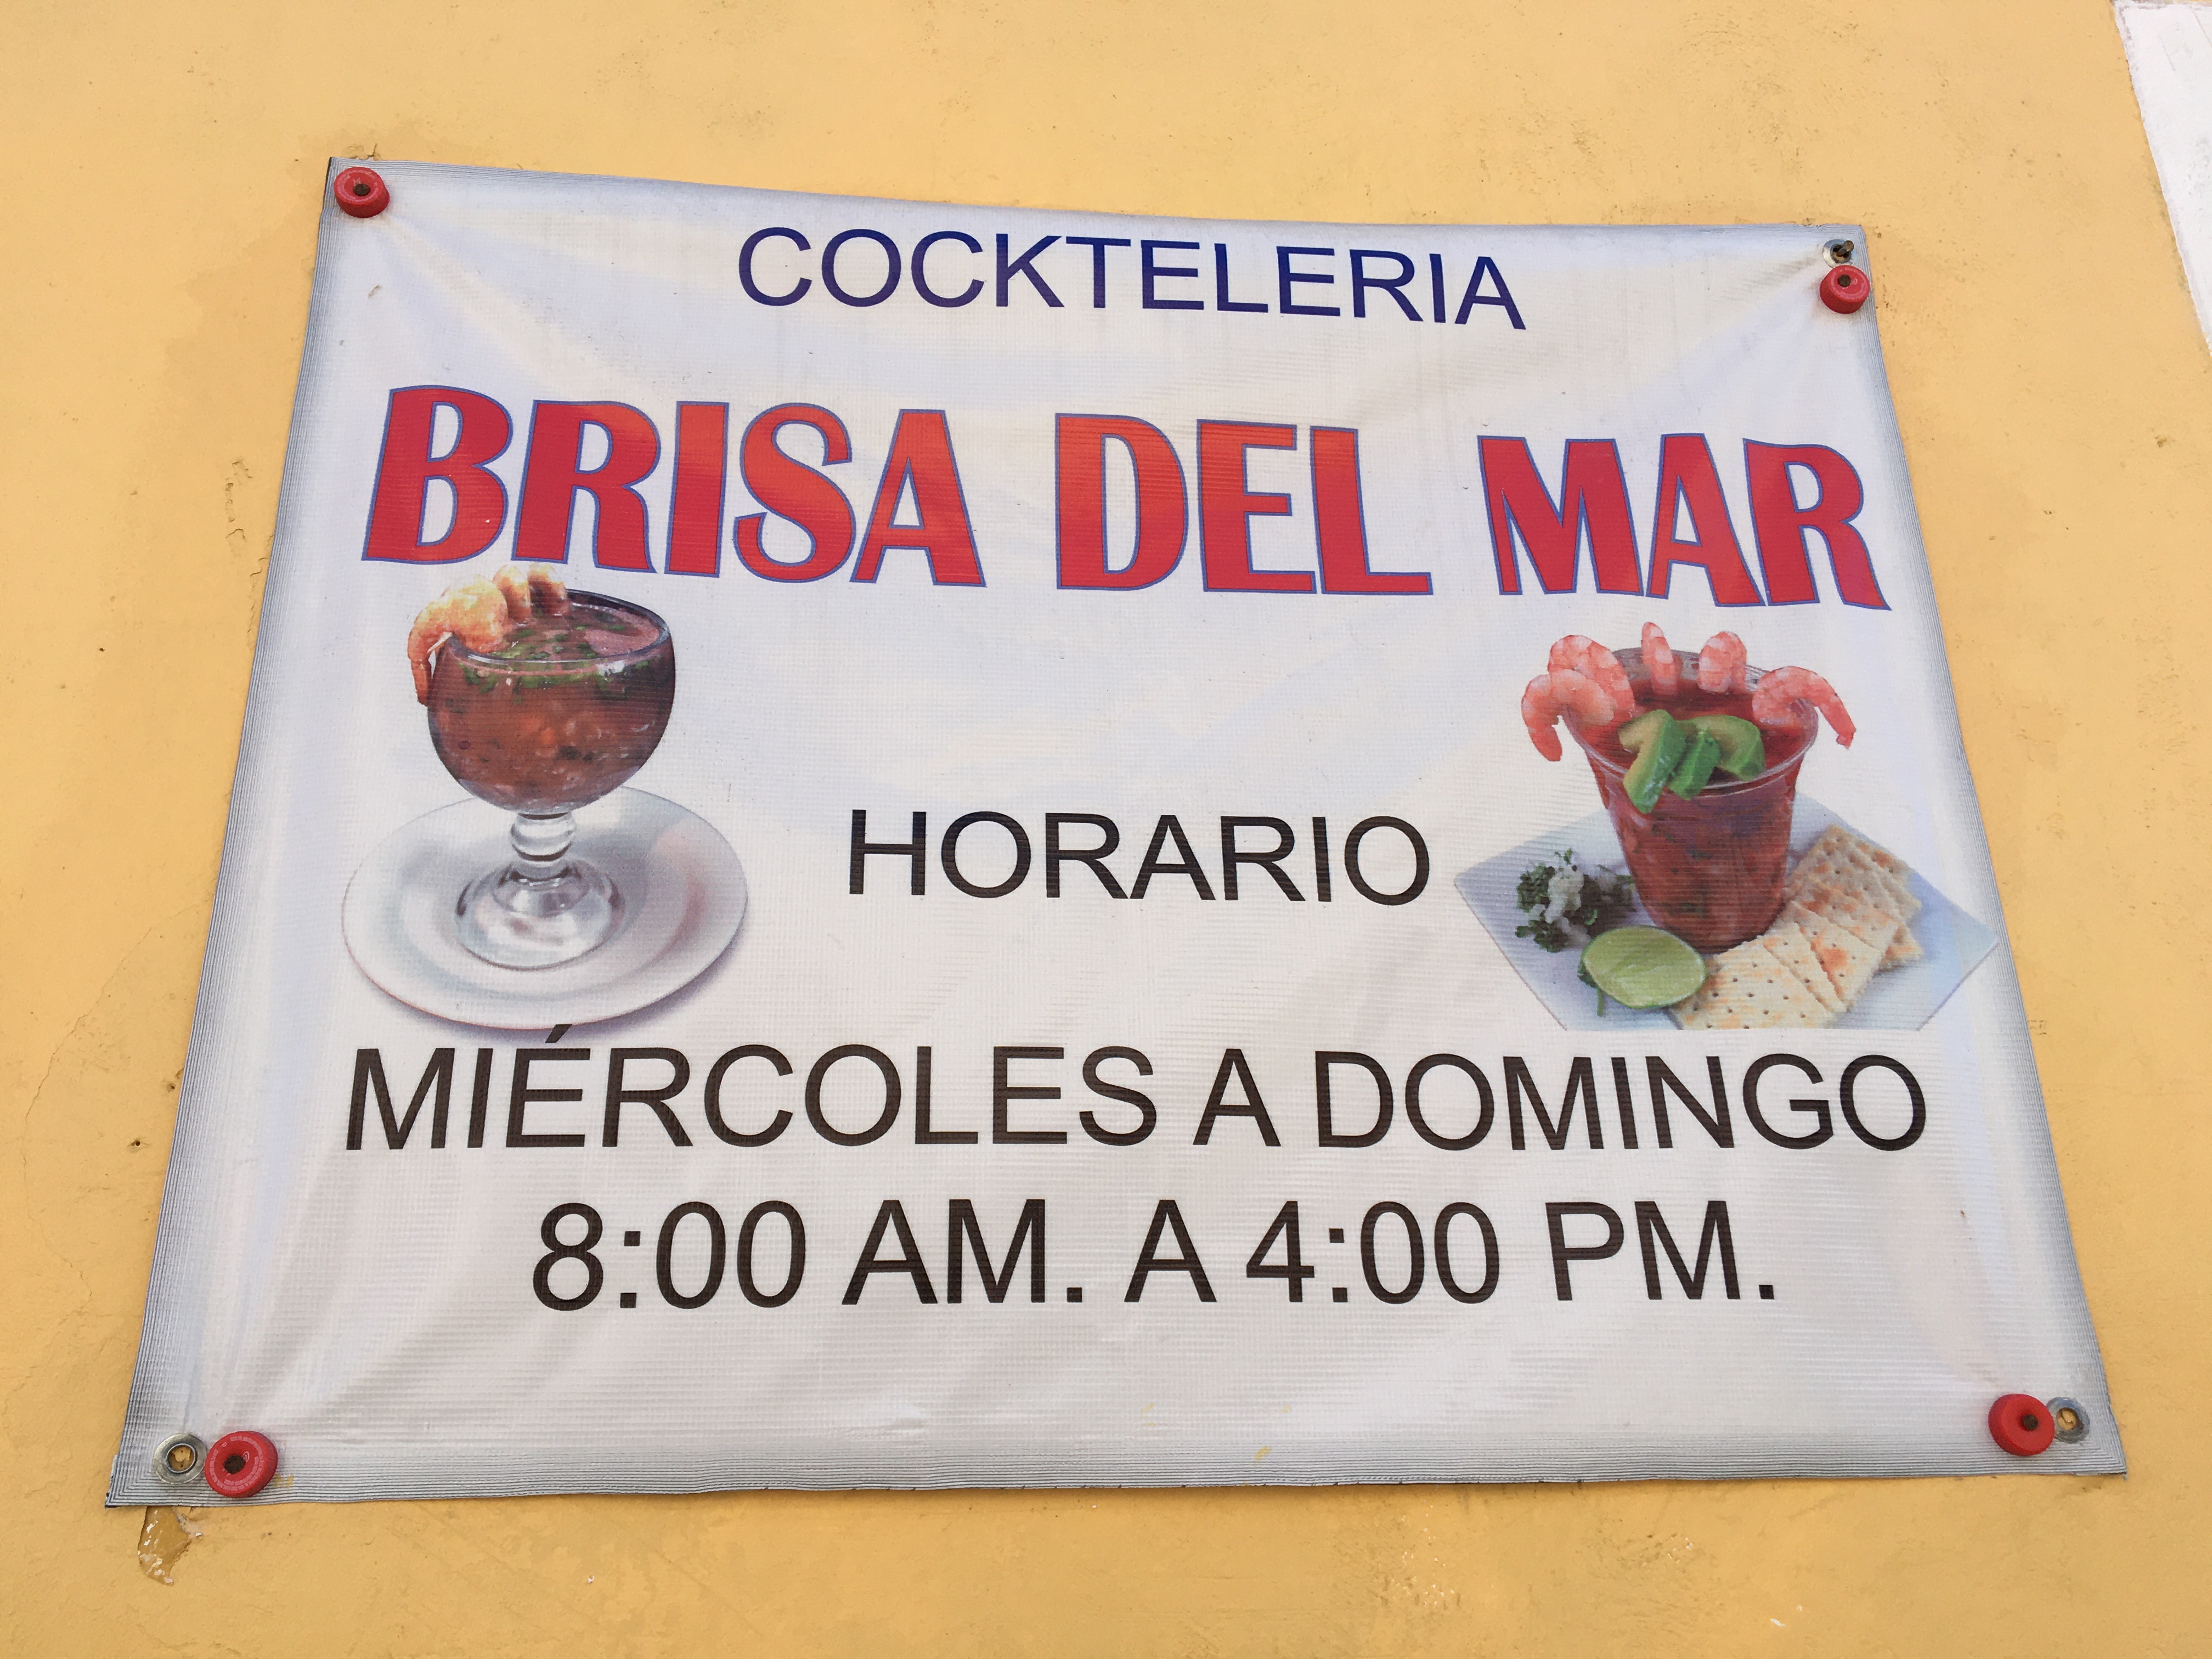 COCKTELERIA
BRISA DEL MAR
HORARIO
MIÉRCOLES A DOMINGO
8:00 AM. A 4:00 PM.